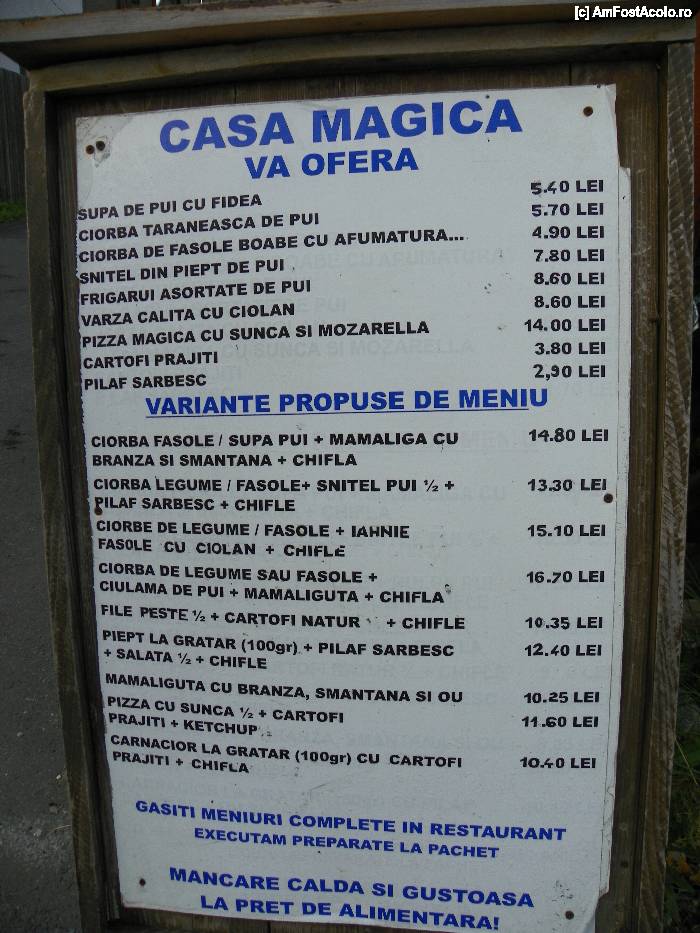 [c] AmFostAcolo.ro
CASA MAGICA
VA OFERA
SUPA DE PUI CU FIDEA 5.40 LEI
CIORBA TARANEASCA DE PUI 5.70 LEI
CIORBA DE FASOLE BOABE CU AFUMATURA... 4.90 LEI
SNITEL DIN PIEPT DE PUI 7.80 LEI
FRIGARUI ASORTATE DE PUI 8.60 LEI
VARZA CALITA CU CIOLAN 8.60 LEI
PIZZA MAGICA CU SUNCA SI MOZARELLA 14.00 LEI
CARTOFI PRAJITI 3.80 LEI
PILAF SARBESC 2,90 LEI
VARIANTE PROPUSE DE MENIU
CIORBA FASOLE / SUPA PUI + MAMALIGA CU 14.80 LEI
BRANZA SI SMANTANA + CHIFLA
CIORBA LEGUME / FASOLE+ SNITEL PUI ½ + 13.30 LEI
PILAF SARBESC + CHIFLE
CIORBE DE LEGUME / FASOLE + IAHNIE 15.10 LEI
FASOLE CU CIOLAN + CHIFLE
CIORBA DE LEGUME SAU FASOLE + 16.70 LEI
CIULAMA DE PUI + MAMALIGUTA + CHIFLA
FILE PESTE ½ + CARTOFI NATUR + CHIFLE 10.35 LEI
PIEPT LA GRATAR (100gr) + PILAF SARBESC 12.40 LEI
+ SALATA ½ + CHIFLE
MAMALIGUTA CU BRANZA, SMANTANA SI OU 10.25 LEI
PIZZA CU SUNCA ½ + CARTOFI 11.60 LEI
PRAJITI + KETCHUP
CARNACIOR LA GRATAR (100gr) CU CARTOFI 10.40 LEI
PRAJITI + CHIFLA
GASITI MENIURI COMPLETE IN RESTAURANT
EXECUTAM PREPARATE LA PACHET
MANCARE CALDA SI GUSTOASA
LA PRET DE ALIMENTARA!